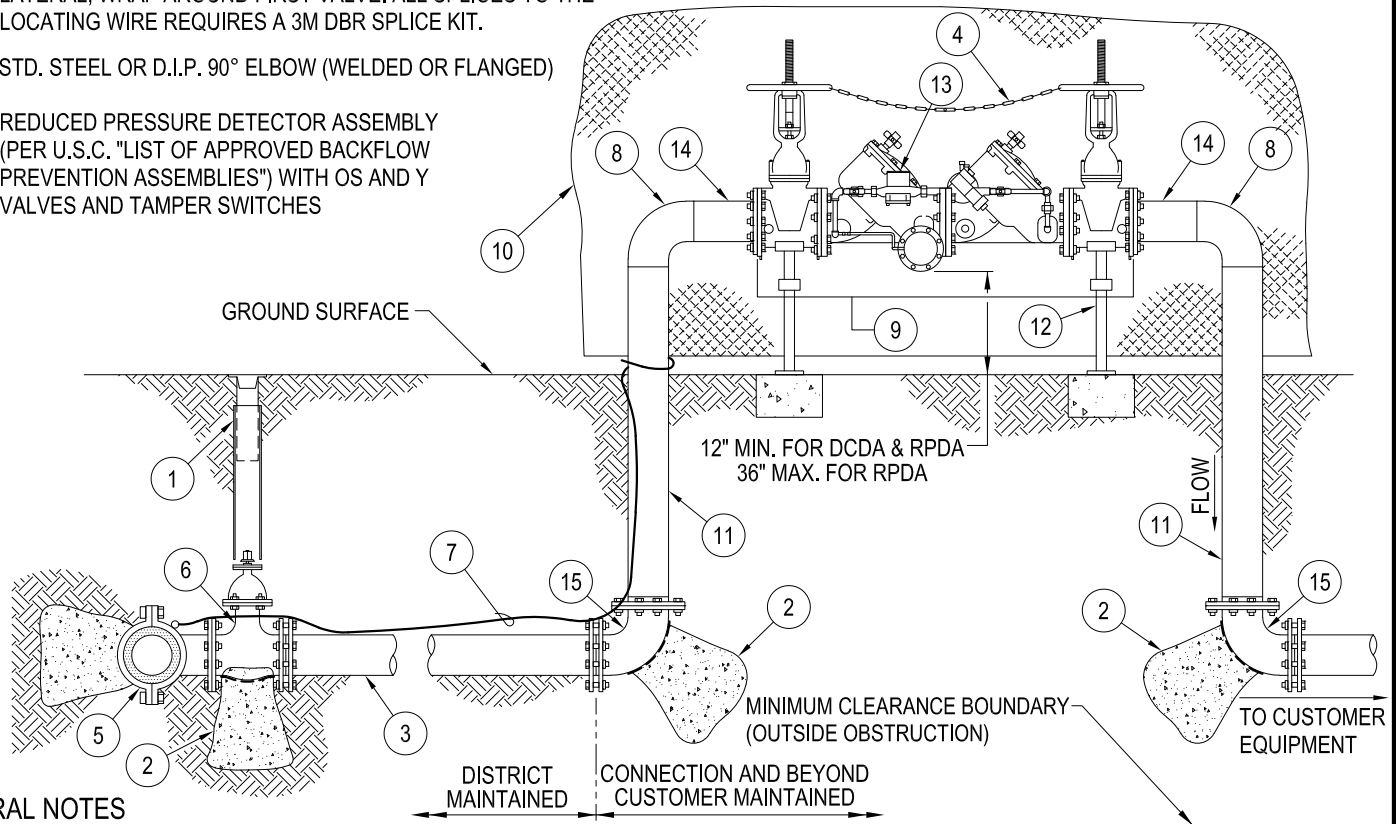 LOCATING WIRE REQUIRES A 3M DBR SPLICE KIT.
STD. STEEL OR D.I.P. 90° ELBOW (WELDED OR FLANGED)
REDUCED PRESSURE DETECTOR ASSEMBLY
(PER U.S.C. "LIST OF APPROVED BACKFLOW
PREVENTION ASSEMBLIES") WITH OS AND Y
VALVES AND TAMPER SWITCHES
4
13
8
14
14
8
10
GROUND SURFACE
9
12
1
12" MIN. FOR DCDA & RPDA
36" MAX. FOR RPDA
FLOW
11
11
6
7
15
2
2
15
5
2
3
MINIMUM CLEARANCE BOUNDARY
(OUTSIDE OBSTRUCTION)
TO CUSTOMER
EQUIPMENT
DISTRICT
MAINTAINED
CONNECTION AND BEYOND
CUSTOMER MAINTAINED
RAL NOTES